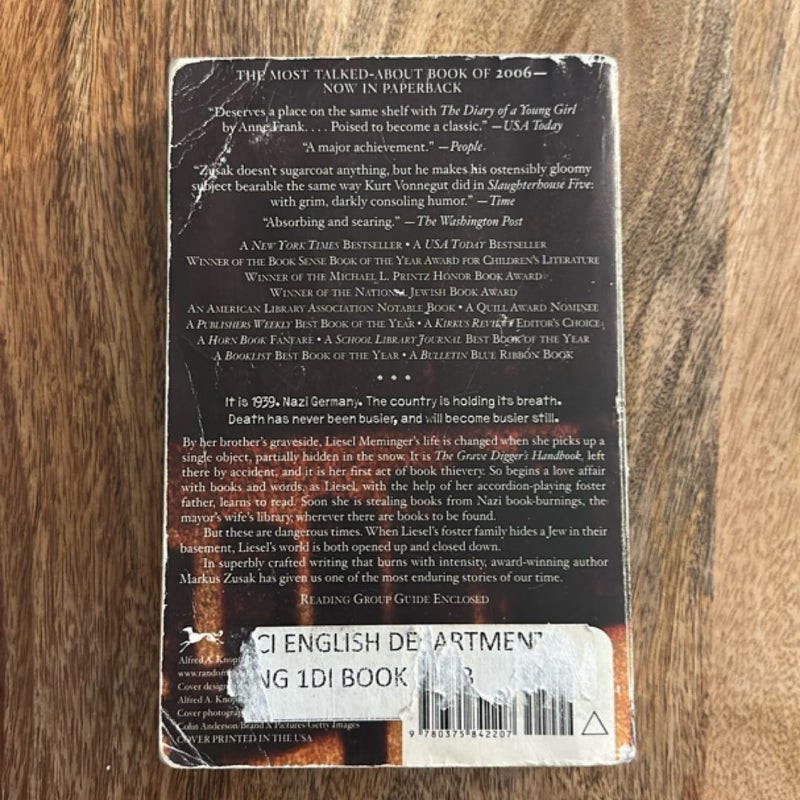 THE MOST TALKED-ABOUT BOOK OF 2006—
NOW IN PAPERBACK
“Deserves a place on the same shelf with The Diary of a Young Girl
by Anne Frank. . . . Poised to become a classic.” —USA Today
“A major achievement.” —People
“Zusak doesn’t sugarcoat anything, but he makes his ostensibly gloomy
subject bearable the same way Kurt Vonnegut did in Slaughterhouse Five:
with grim, darkly consoling humor.” —Time
“Absorbing and searing.” —The Washington Post
A NEW YORK TIMES BESTSELLER • A USA TODAY BESTSELLER
WINNER OF THE BOOK SENSE BOOK OF THE YEAR AWARD FOR CHILDREN’S LITERATURE
WINNER OF THE MICHAEL L. PRINTZ HONOR BOOK AWARD
WINNER OF THE NATIONAL JEWISH BOOK AWARD
AN AMERICAN LIBRARY ASSOCIATION NOTABLE BOOK • A QUILL AWARD NOMINEE
A PUBLISHERS WEEKLY BEST BOOK OF THE YEAR • A KIRKUS REVIEW EDITOR’S CHOICE
A HORN BOOK FANFARE • A SCHOOL LIBRARY JOURNAL BEST BOOK OF THE YEAR
A BOOKLIST BEST BOOK OF THE YEAR • A BULLETIN BLUE RIBBON BOOK
• • •
It is 1939. Nazi Germany. The country is holding its breath.
Death has never been busier, and will become busier still.
By her brother’s graveside, Liesel Meminger’s life is changed when she picks up a
single object, partially hidden in the snow. It is The Grave Digger’s Handbook, left
there by accident, and it is her first act of book thievery. So begins a love affair
with books and words, as Liesel, with the help of her accordion-playing foster
father, learns to read. Soon she is stealing books from Nazi book-burnings, the
mayor’s wife’s library, wherever there are books to be found.
But these are dangerous times. When Liesel’s foster family hides a Jew in their
basement, Liesel’s world is both opened up and closed down.
In superbly crafted writing that burns with intensity, award-winning author
Markus Zusak has given us one of the most enduring stories of our time.
READING GROUP GUIDE ENCLOSED
CI ENGLISH DE ARTMENT
NG 1DI BOOK
Alfred A. Knopf
www.random
Cover design
Alfred A. Knop
Cover photograp
Colin Anderson/Brand X Pictures/Getty Images
COVER PRINTED IN THE USA
9 780375 842207